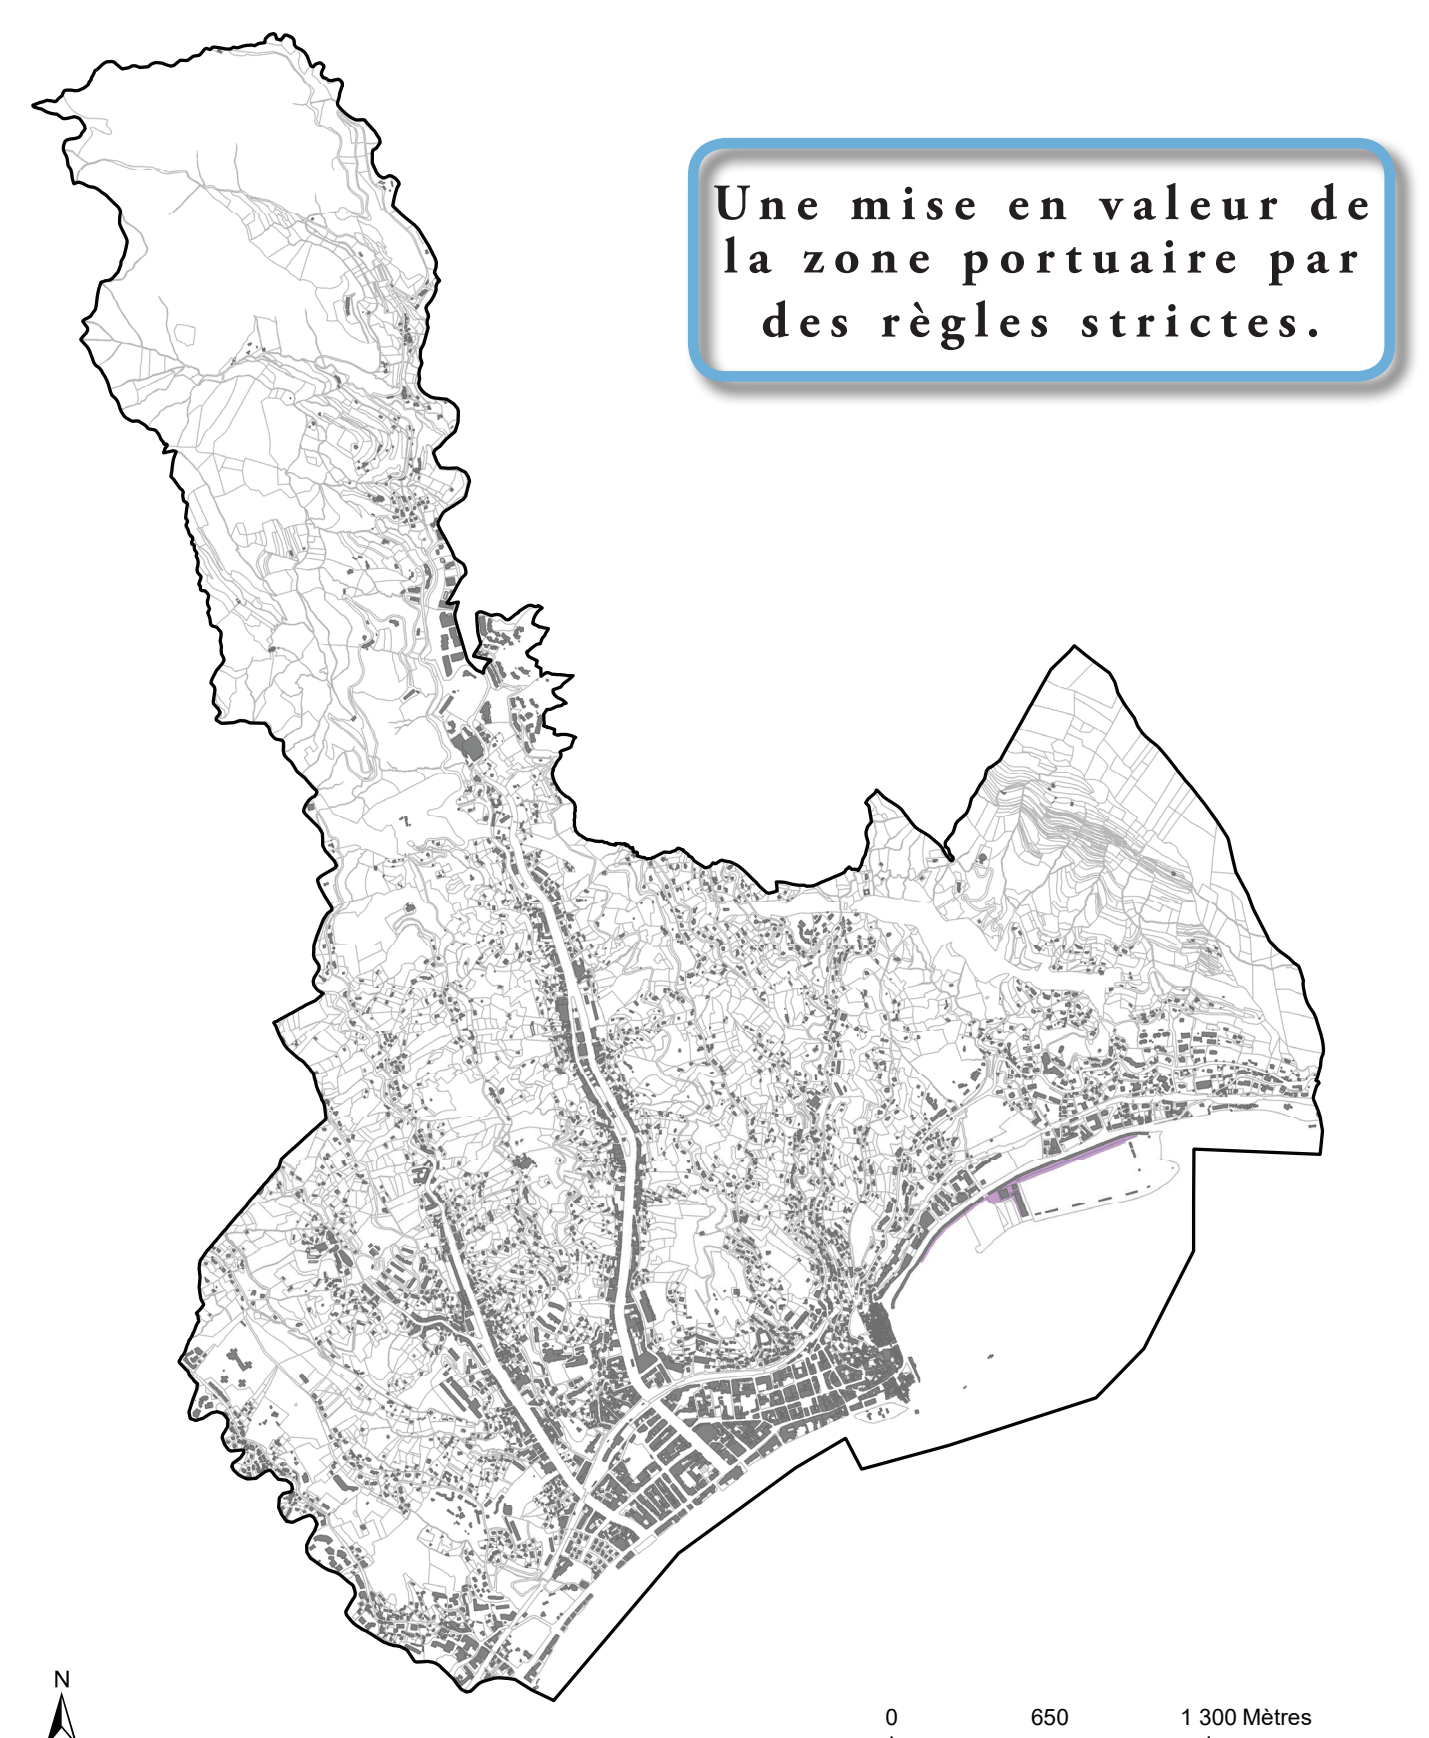 Une mise en valeur de
la zone portuaire par
des règles strictes.
N
0 650 1 300 Mètres